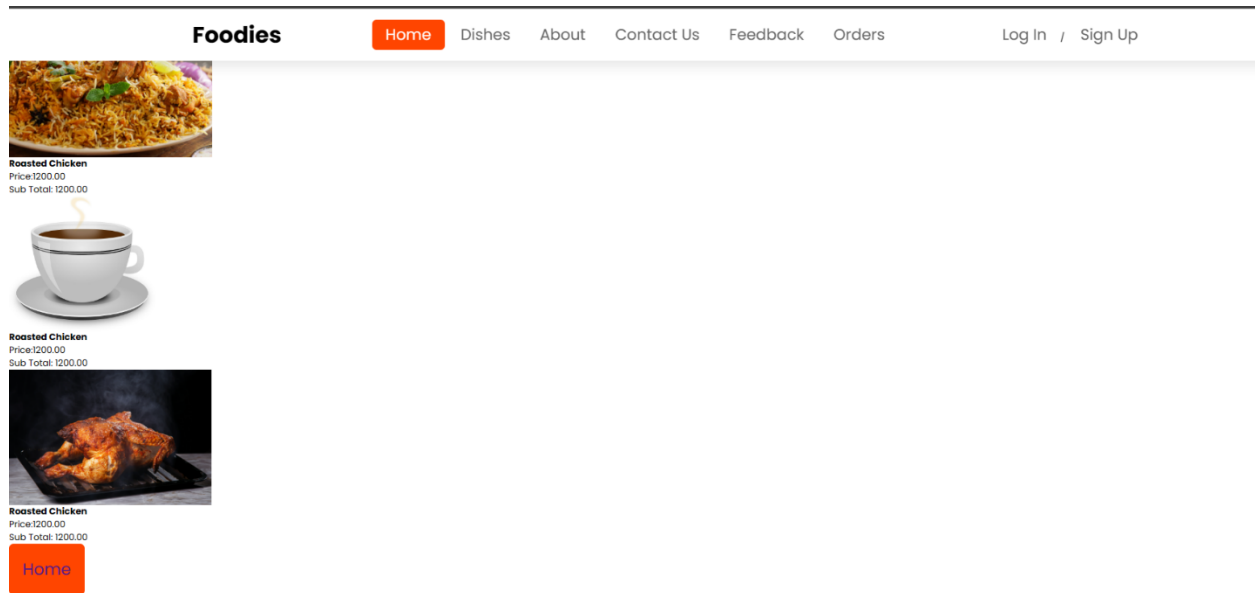 Foodies Home Dishes About Contact Us Feedback Orders Log In / Sign Up
Roasted Chicken
Price:1200.00
Sub Total: 1200.00
Roasted Chicken
Price:1200.00
Sub Total: 1200.00
Roasted Chicken
Price:1200.00
Sub Total: 1200.00
Home